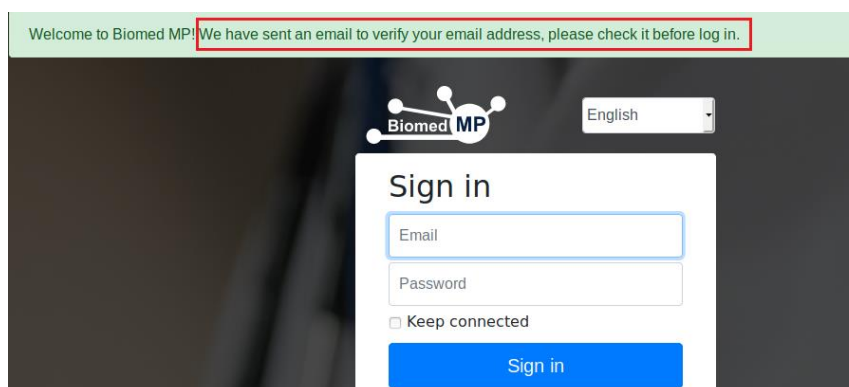 Welcome to Biomed MP! We have sent an email to verify your email address, please check it before log in.
Biomed MP
English
Sign in
Email
Password
Keep connected
Sign in